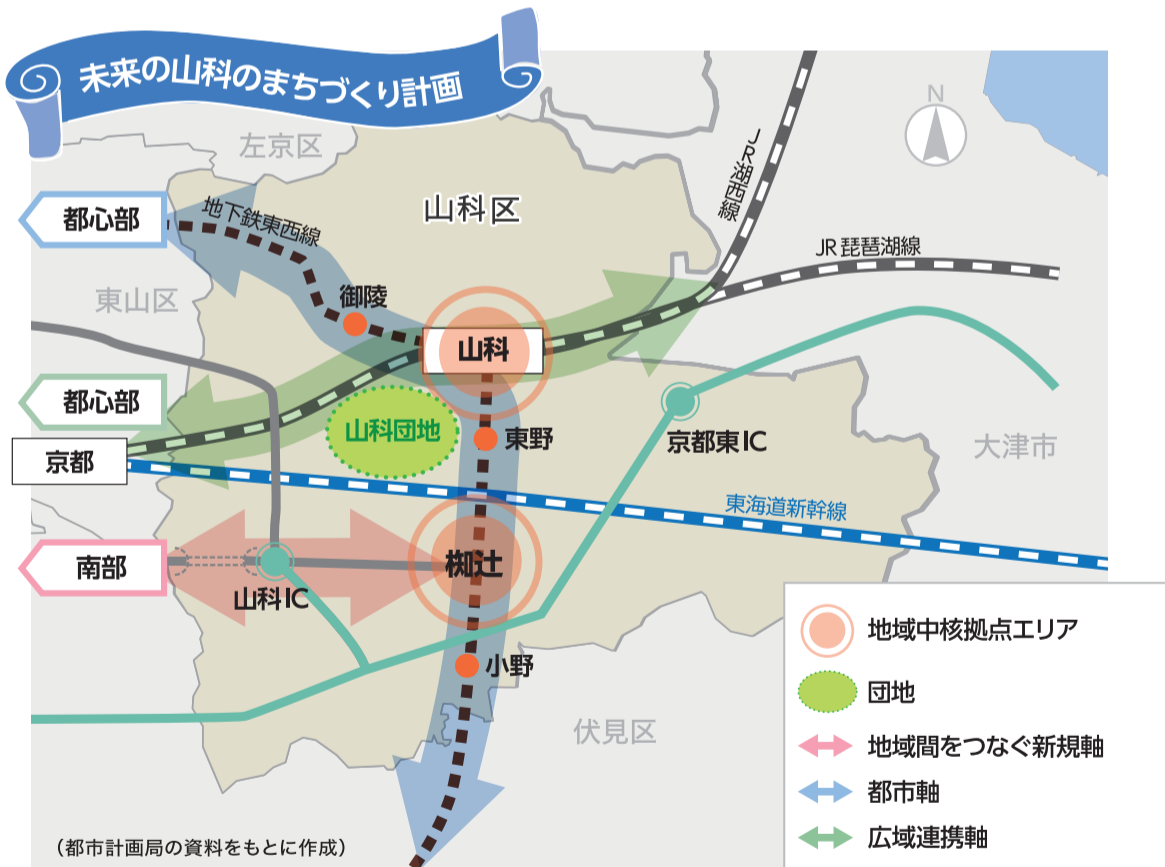 未来の山科のまちづくり計画
左京区
N
山科区
都心部
地下鉄東西線
JR湖西線
JR琵琶湖線
東山区
御陵
山科
都心部
山科団地
東野
京都東IC
大津市
京都
東海道新幹線
南部
椥辻
山科IC
小野
伏見区
地域中核拠点エリア
団地
地域間をつなぐ新規軸
都市軸
広域連携軸
(都市計画局の資料をもとに作成)